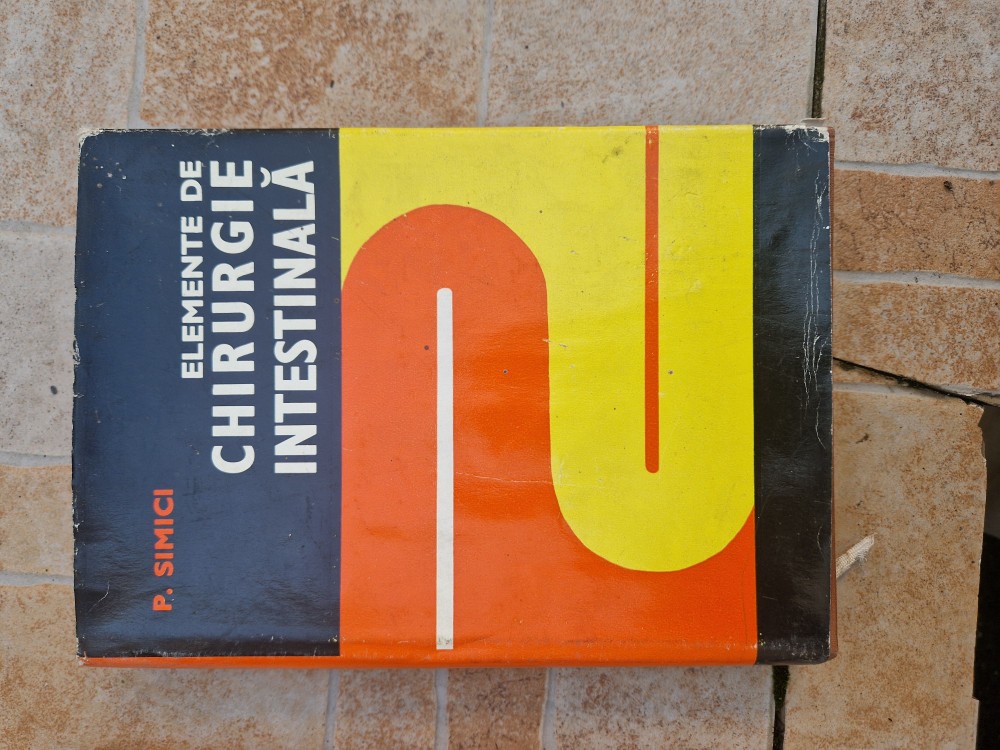 P. SIMICI
ELEMENTE DE
CHIRURGIE
INTESTINALĂ